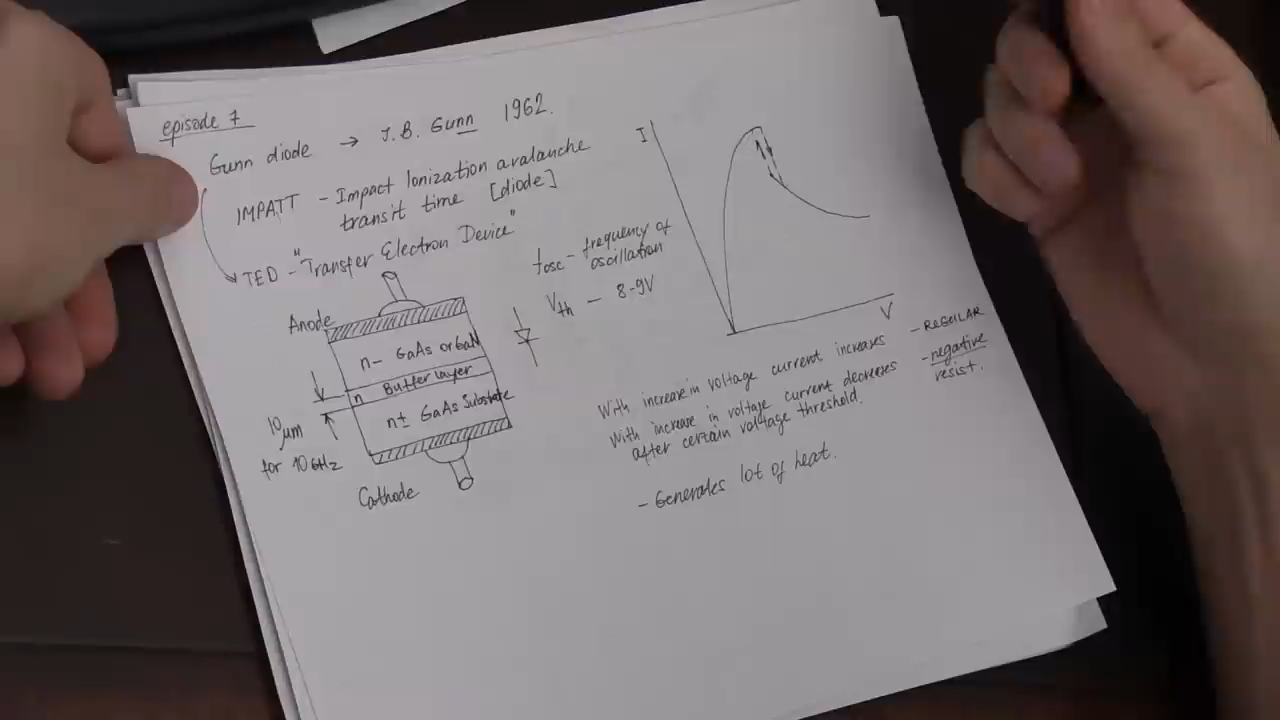 episode 7
Gunn diode → J. B. Gunn 1962.
IMPATT - Impact Ionization avalanche
transit time [diode]
TED - "Transfer Electron Device"
fosc - frequency of
oscillation
Vth - 8-9V
Anode
n- GaAs or GaN
Buffer layer
n
n+ GaAs Substrate
10 μm
for 10 GHz
Cathode
I
V
With increase in voltage current increases - REGULAR
With increase in voltage current decreases - negative
after certain voltage threshold. resist.
- Generates lot of heat.